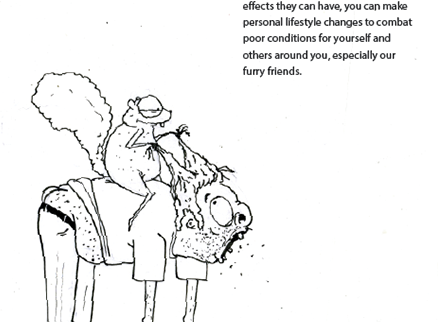 effects they can have, you can make
personal lifestyle changes to combat
poor conditions for yourself and
others around you, especially our
furry friends.